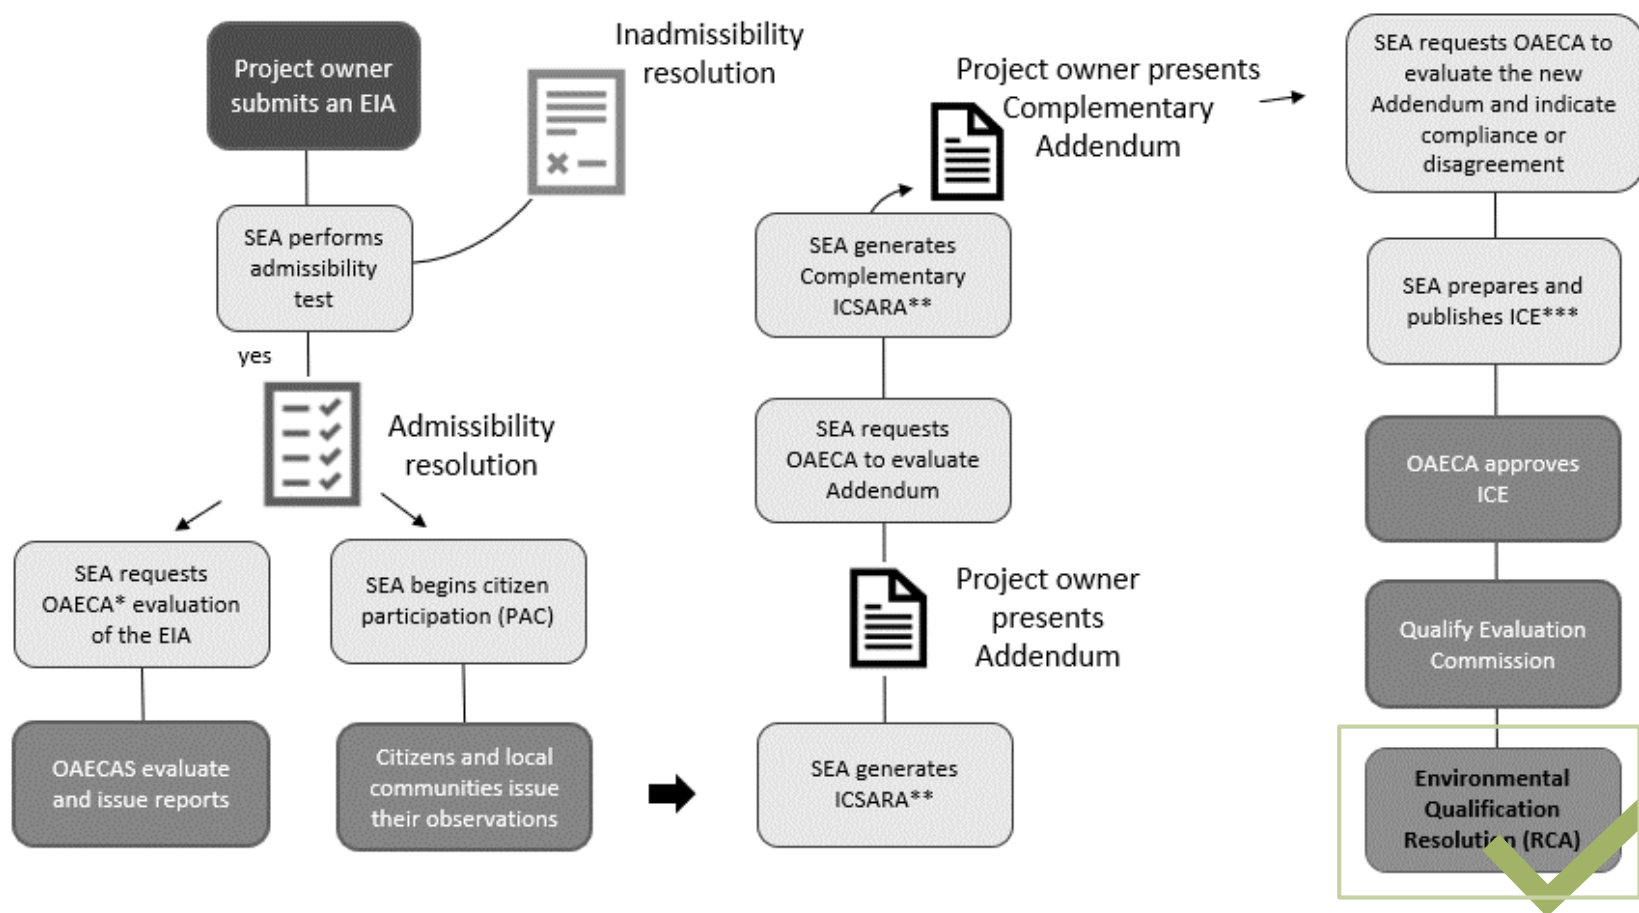 Project owner
submits an EIA
Inadmissibility
resolution
SEA performs
admissibility
test
yes
Admissibility
resolution
SEA requests
OAECA* evaluation
of the EIA
SEA begins citizen
participation (PAC)
OAECAS evaluate
and issue reports
Citizens and local
communities issue
their observations
SEA generates
ICSARA**
Project owner
presents
Addendum
SEA requests
OAECA to evaluate
Addendum
SEA generates
Complementary
ICSARA**
Project owner presents
Complementary
Addendum
SEA requests OAECA to
evaluate the new
Addendum and indicate
compliance or
disagreement
SEA prepares and
publishes ICE***
OAECA approves
ICE
Qualify Evaluation
Commission
Environmental
Qualification
Resolution (RCA)